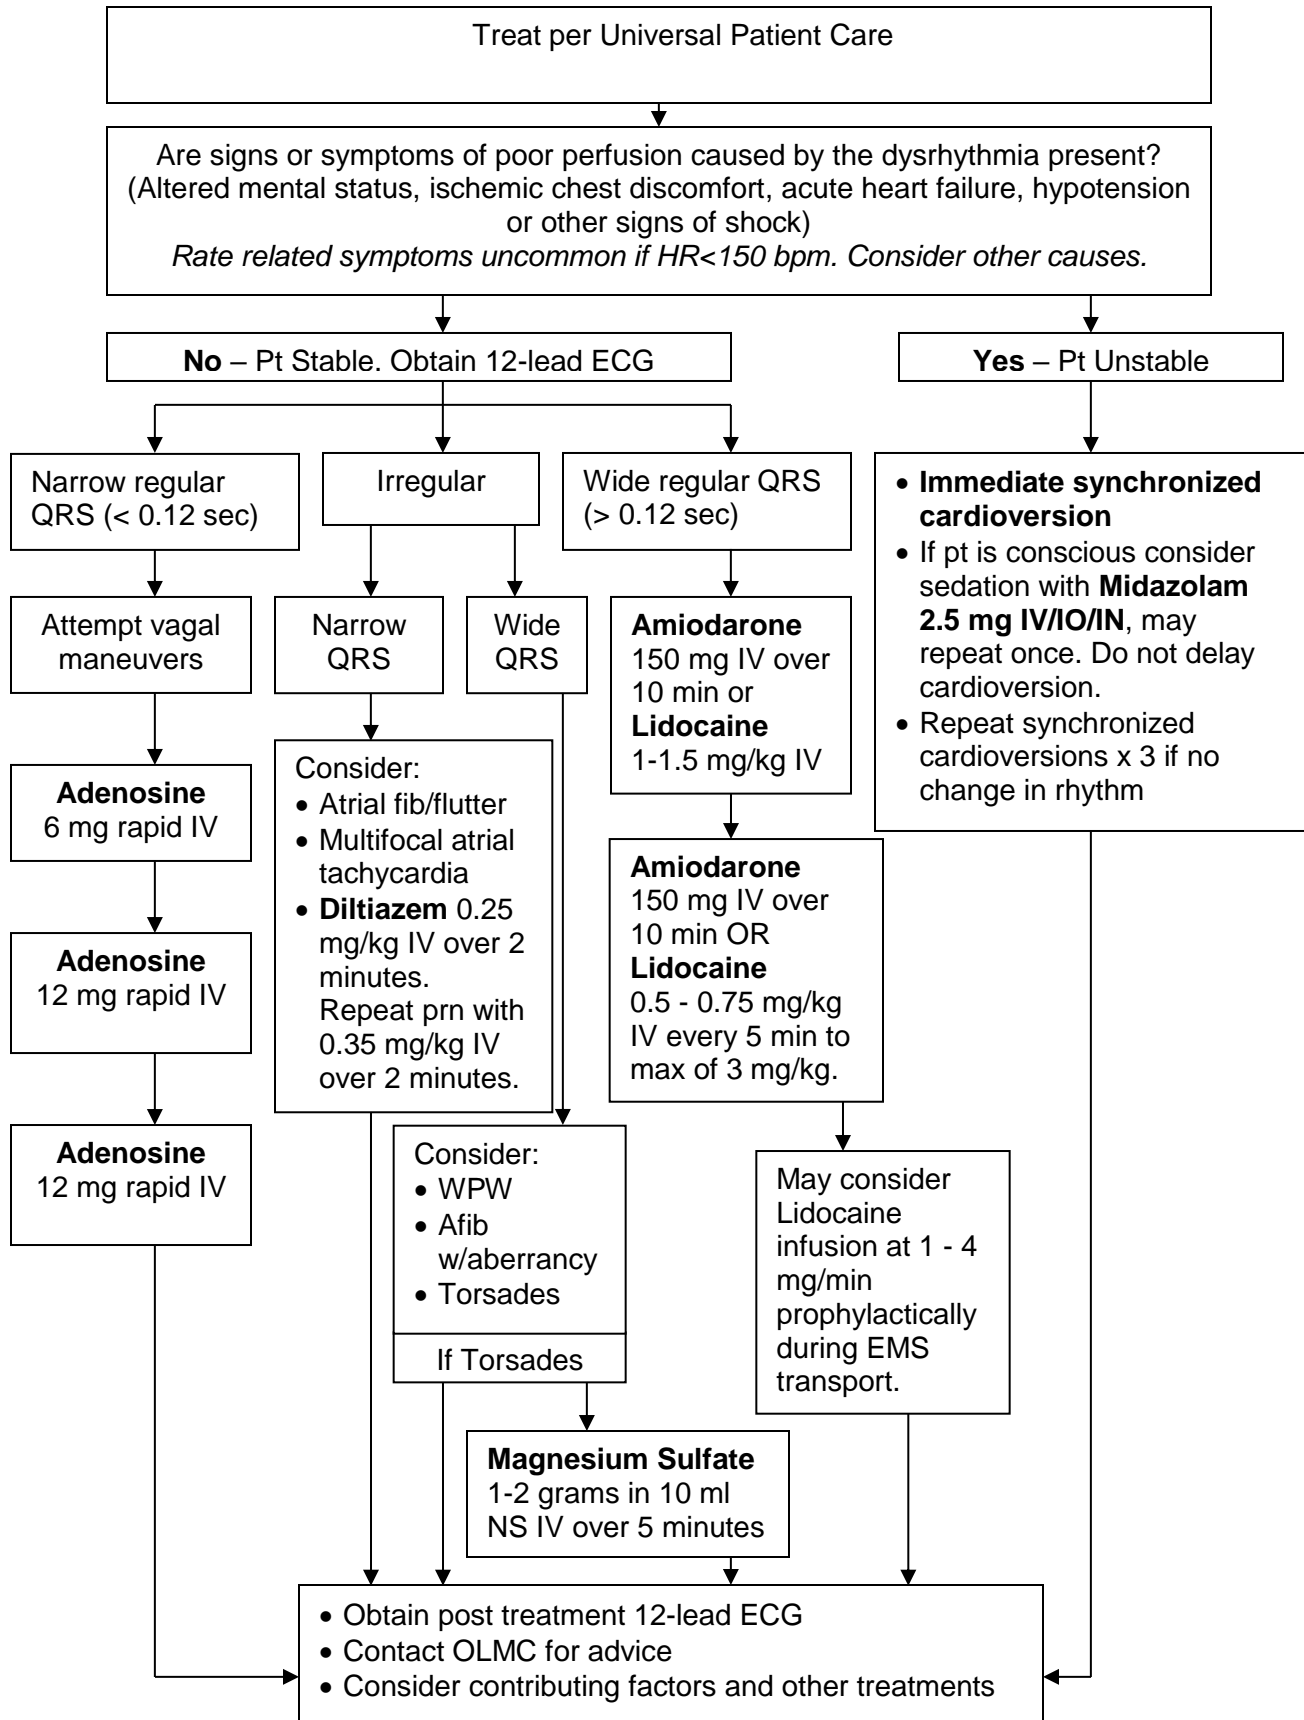 Treat per Universal Patient Care
Are signs or symptoms of poor perfusion caused by the dysrhythmia present?
(Altered mental status, ischemic chest discomfort, acute heart failure, hypotension
or other signs of shock)
Rate related symptoms uncommon if HR<150 bpm. Consider other causes.
No – Pt Stable. Obtain 12-lead ECG
Yes – Pt Unstable
Narrow regular
QRS (< 0.12 sec)
Attempt vagal
maneuvers
Adenosine
6 mg rapid IV
Adenosine
12 mg rapid IV
Adenosine
12 mg rapid IV
Irregular
Narrow
QRS
Consider:
• Atrial fib/flutter
• Multifocal atrial
tachycardia
• Diltiazem 0.25
mg/kg IV over 2
minutes.
Repeat prn with
0.35 mg/kg IV
over 2 minutes.
Wide
QRS
Consider:
• WPW
• Afib
w/aberrancy
• Torsades
If Torsades
Magnesium Sulfate
1-2 grams in 10 ml
NS IV over 5 minutes
Wide regular QRS
(> 0.12 sec)
Amiodarone
150 mg IV over
10 min or
Lidocaine
1-1.5 mg/kg IV
Amiodarone
150 mg IV over
10 min OR
Lidocaine
0.5 - 0.75 mg/kg
IV every 5 min to
max of 3 mg/kg.
May consider
Lidocaine
infusion at 1 - 4
mg/min
prophylactically
during EMS
transport.
• Immediate synchronized
cardioversion
• If pt is conscious consider
sedation with Midazolam
2.5 mg IV/IO/IN, may
repeat once. Do not delay
cardioversion.
• Repeat synchronized
cardioversions x 3 if no
change in rhythm
• Obtain post treatment 12-lead ECG
• Contact OLMC for advice
• Consider contributing factors and other treatments